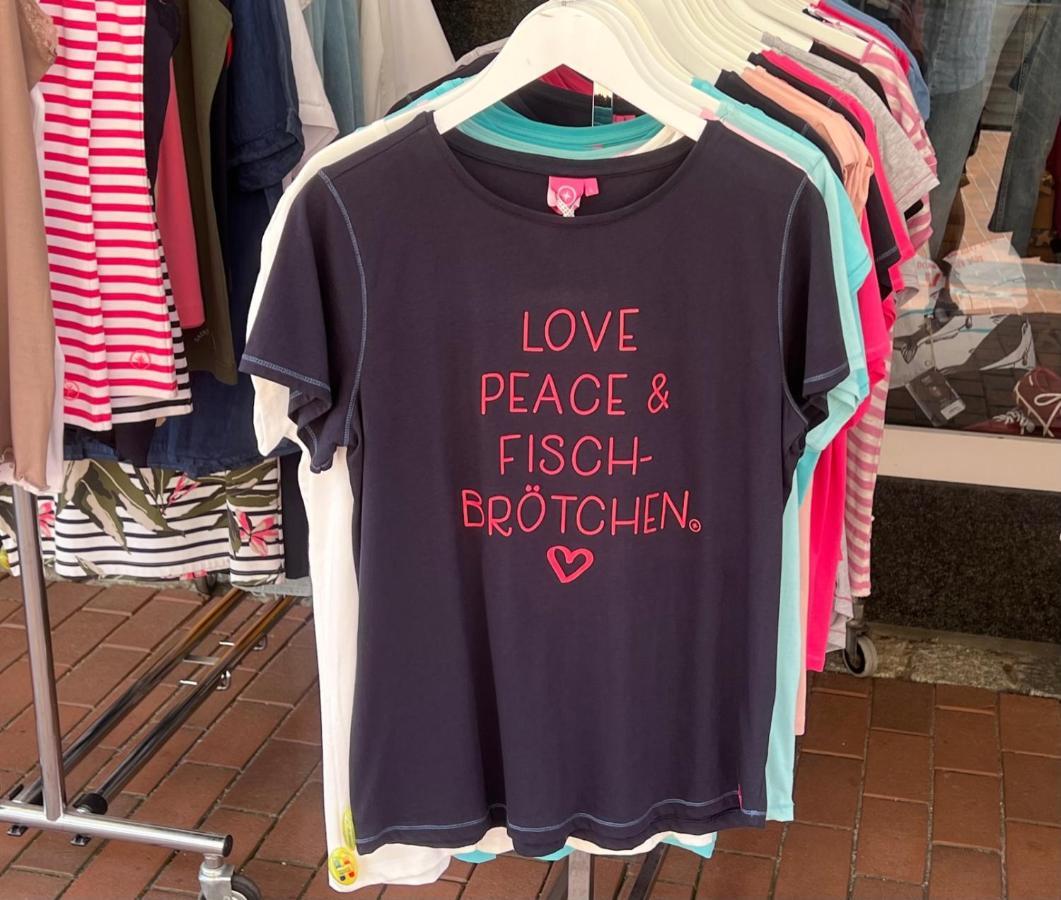 LOVE
PEACE &
FISCH-
BRÖTCHEN.